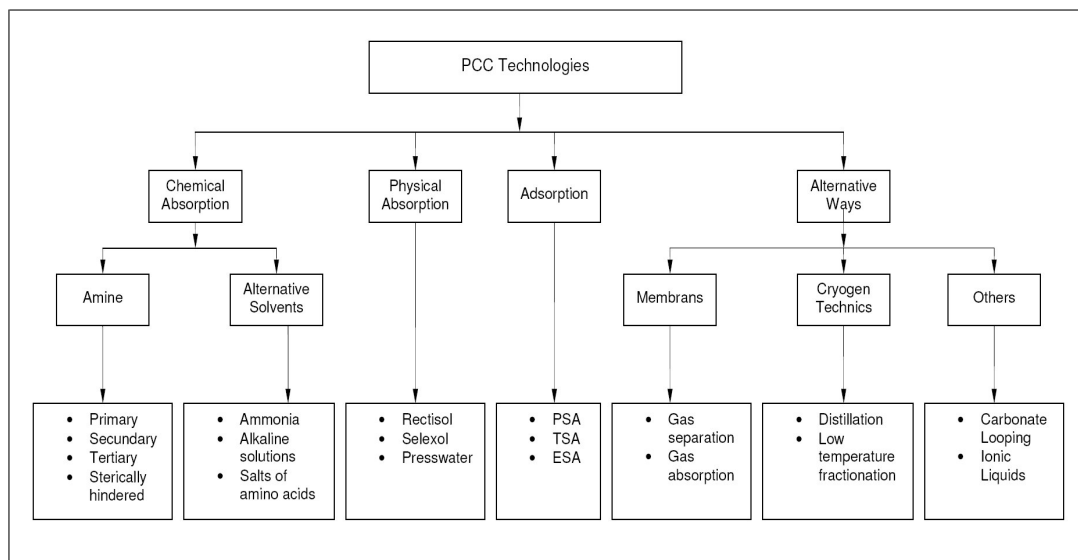 PCC Technologies
Chemical
Absorption
Physical
Absorption
Adsorption
Alternative
Ways
Amine
Alternative
Solvents
Membrans
Cryogen
Technics
Others
• Primary
• Secundary
• Tertiary
• Sterically
hindered
• Ammonia
• Alkaline
solutions
• Salts of
amino acids
• Rectisol
• Selexol
• Presswater
• PSA
• TSA
• ESA
• Gas
separation
• Gas
absorption
• Distillation
• Low
temperature
fractionation
• Carbonate
Looping
• Ionic
Liquids